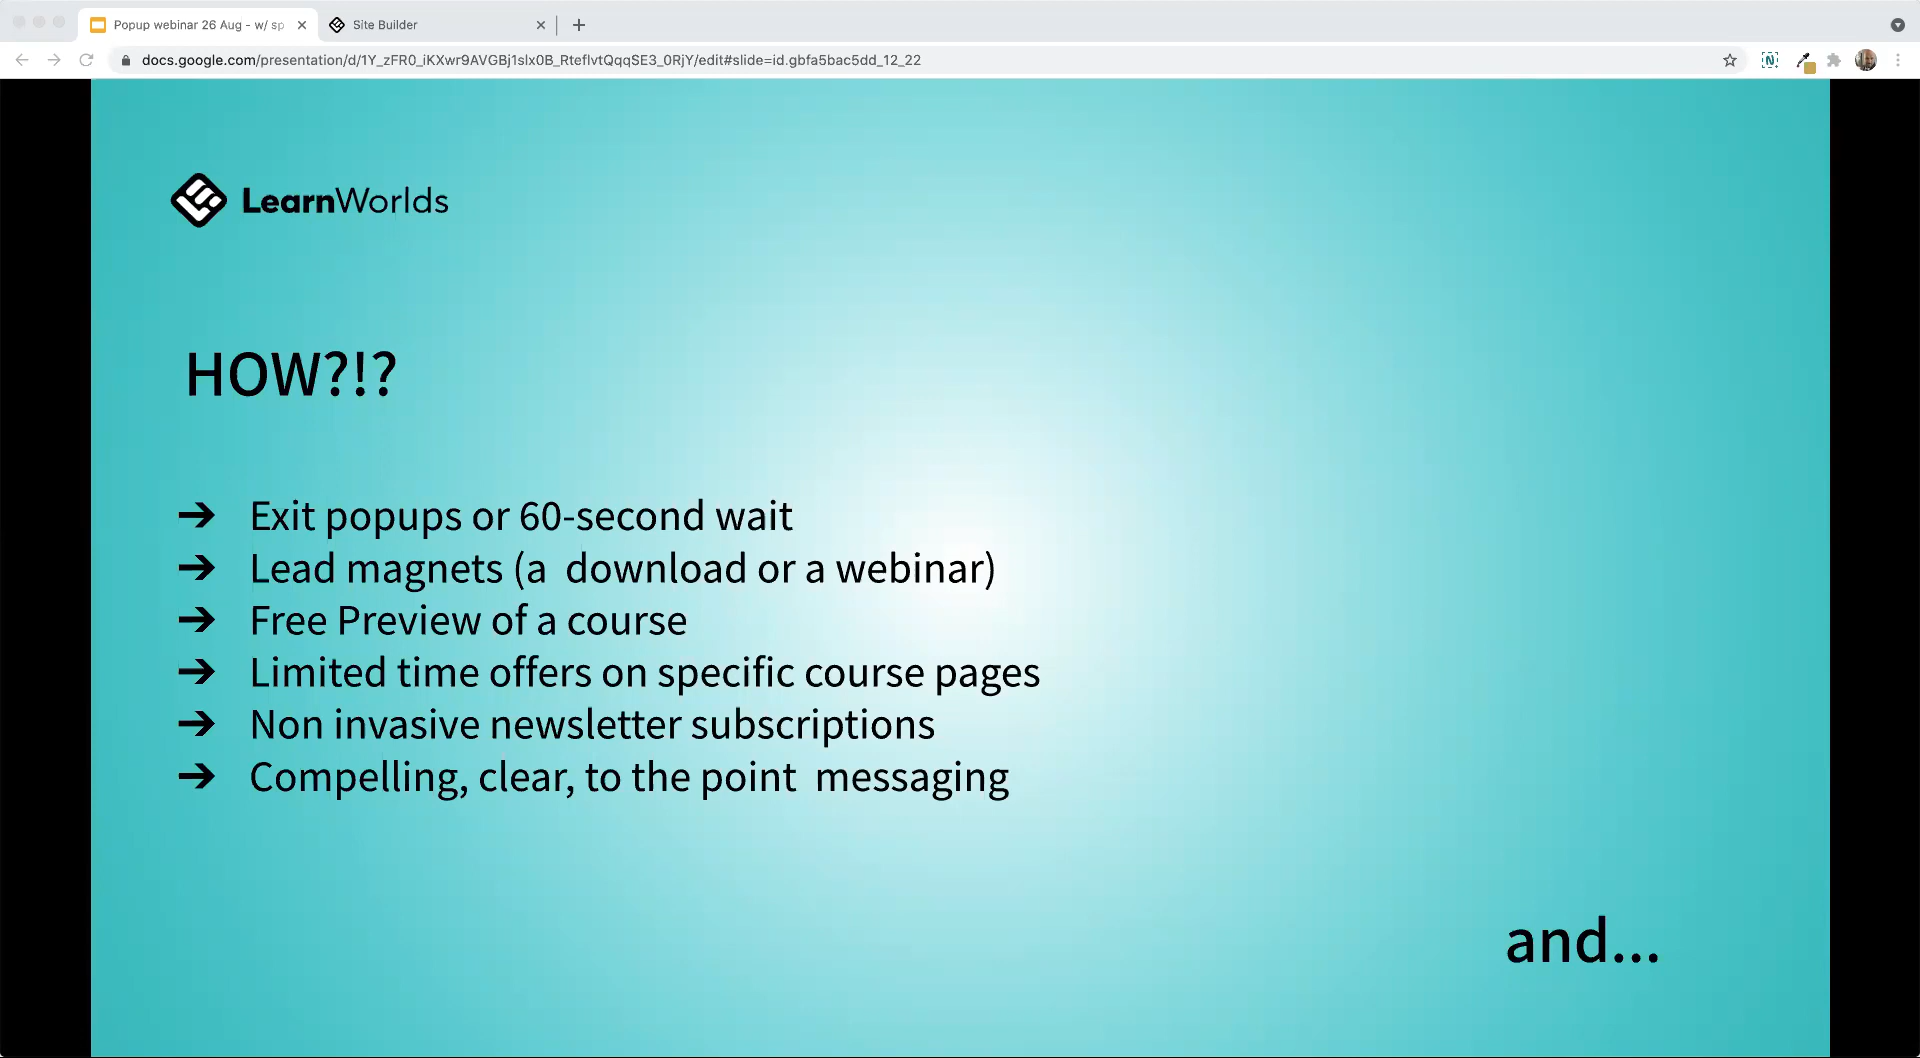 Popup webinar 26 Aug - w/ sp
Site Builder
docs.google.com/presentation/d/1Y_zFR0_iKXwr9AVGBj1slx0B_RteflvtQqqSE3_0RjY/edit#slide=id.gbfa5bac5dd_12_22
LearnWorlds
HOW?!?
➔ Exit popups or 60-second wait
➔ Lead magnets (a  download or a webinar)
➔ Free Preview of a course
➔ Limited time offers on specific course pages
➔ Non invasive newsletter subscriptions
➔ Compelling, clear, to the point  messaging
and...